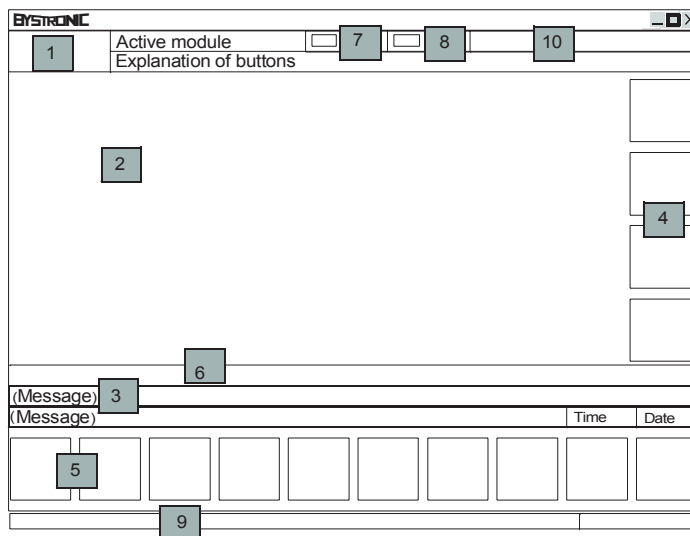 BYSTRONIC
1 Active module 7 8 10
Explanation of buttons
2
4
6
(Message) 3
(Message) Time Date
5
9